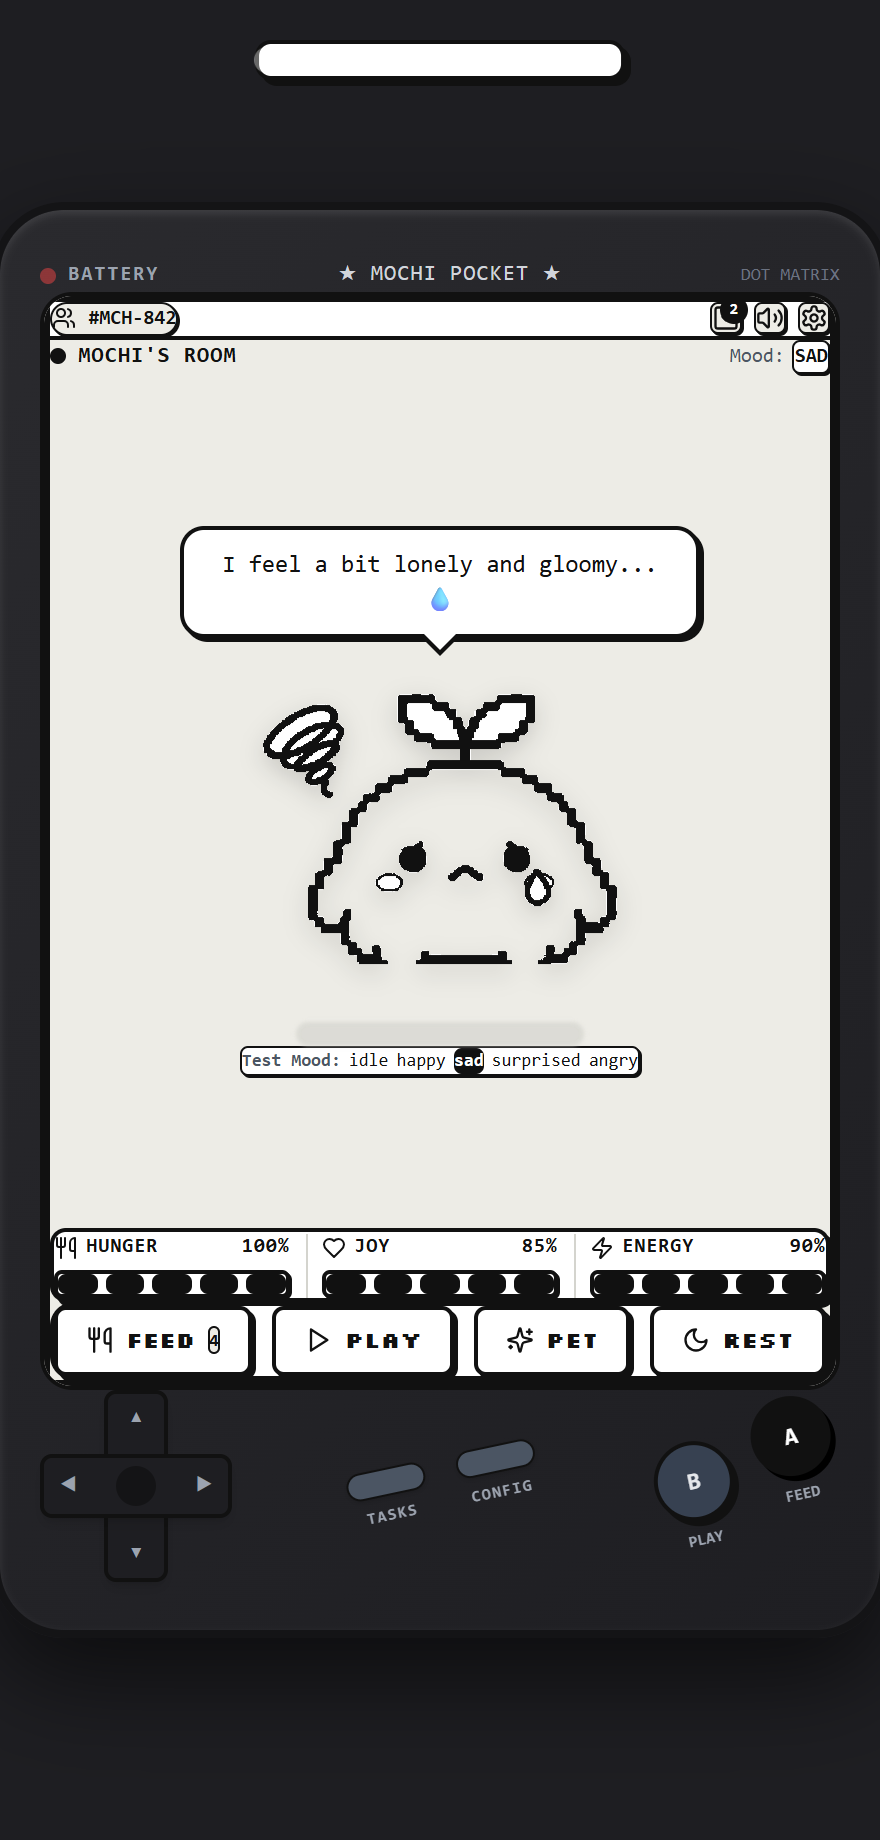 BATTERY ★ MOCHI POCKET ★ DOT MATRIX
#MCH-842 2
MOCHI'S ROOM Mood: SAD
I feel a bit lonely and gloomy...
💧
Test Mood: idle happy sad surprised angry
HUNGER 100% JOY 85% ENERGY 90%
FEED 4 PLAY PET REST
▲
◀ ▶
▼
TASKS CONFIG
B A
PLAY FEED